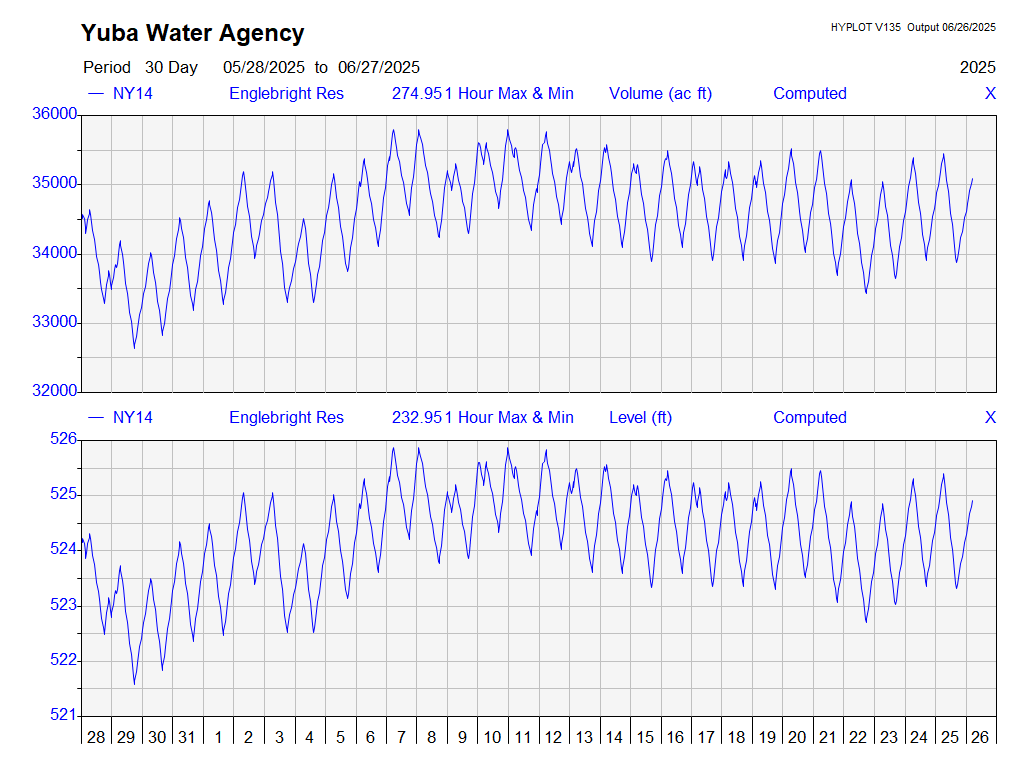 Yuba Water Agency
HYPLOT V135 Output 06/26/2025
Period 30 Day 05/28/2025 to 06/27/2025 2025
NY14 Englebright Res 274.951 Hour Max & Min Volume (ac ft) Computed X
36000
35000
34000
33000
32000
NY14 Englebright Res 232.951 Hour Max & Min Level (ft) Computed X
526
525
524
523
522
521
28 29 30 31 1 2 3 4 5 6 7 8 9 10 11 12 13 14 15 16 17 18 19 20 21 22 23 24 25 26